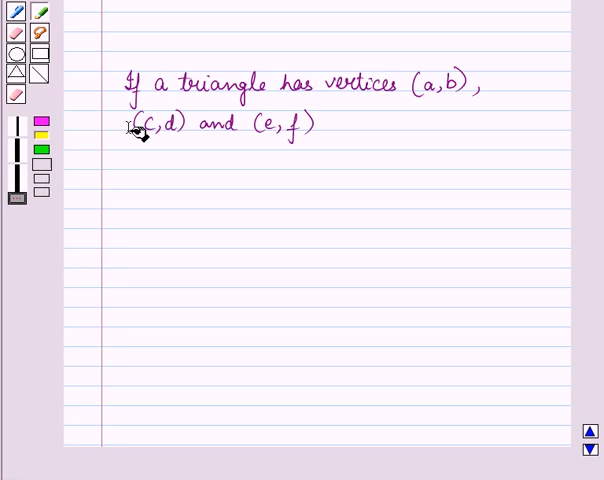 If a triangle has vertices (a,b),
(c,d) and (e,f)